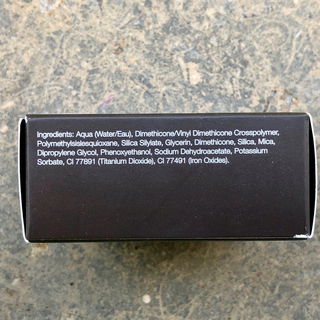 Ingredients: Aqua (Water/Eau), Dimethicone/Vinyl Dimethicone Crosspolymer,
Polymethylsislesquioxane, Silica Silylate, Glycerin, Dimethicone, Silica, Mica,
Dipropylene Glycol, Phenoxyethanol, Sodium Dehydroacetate, Potassium
Sorbate, CI 77891 (Titanium Dioxide), CI 77491 (Iron Oxides).